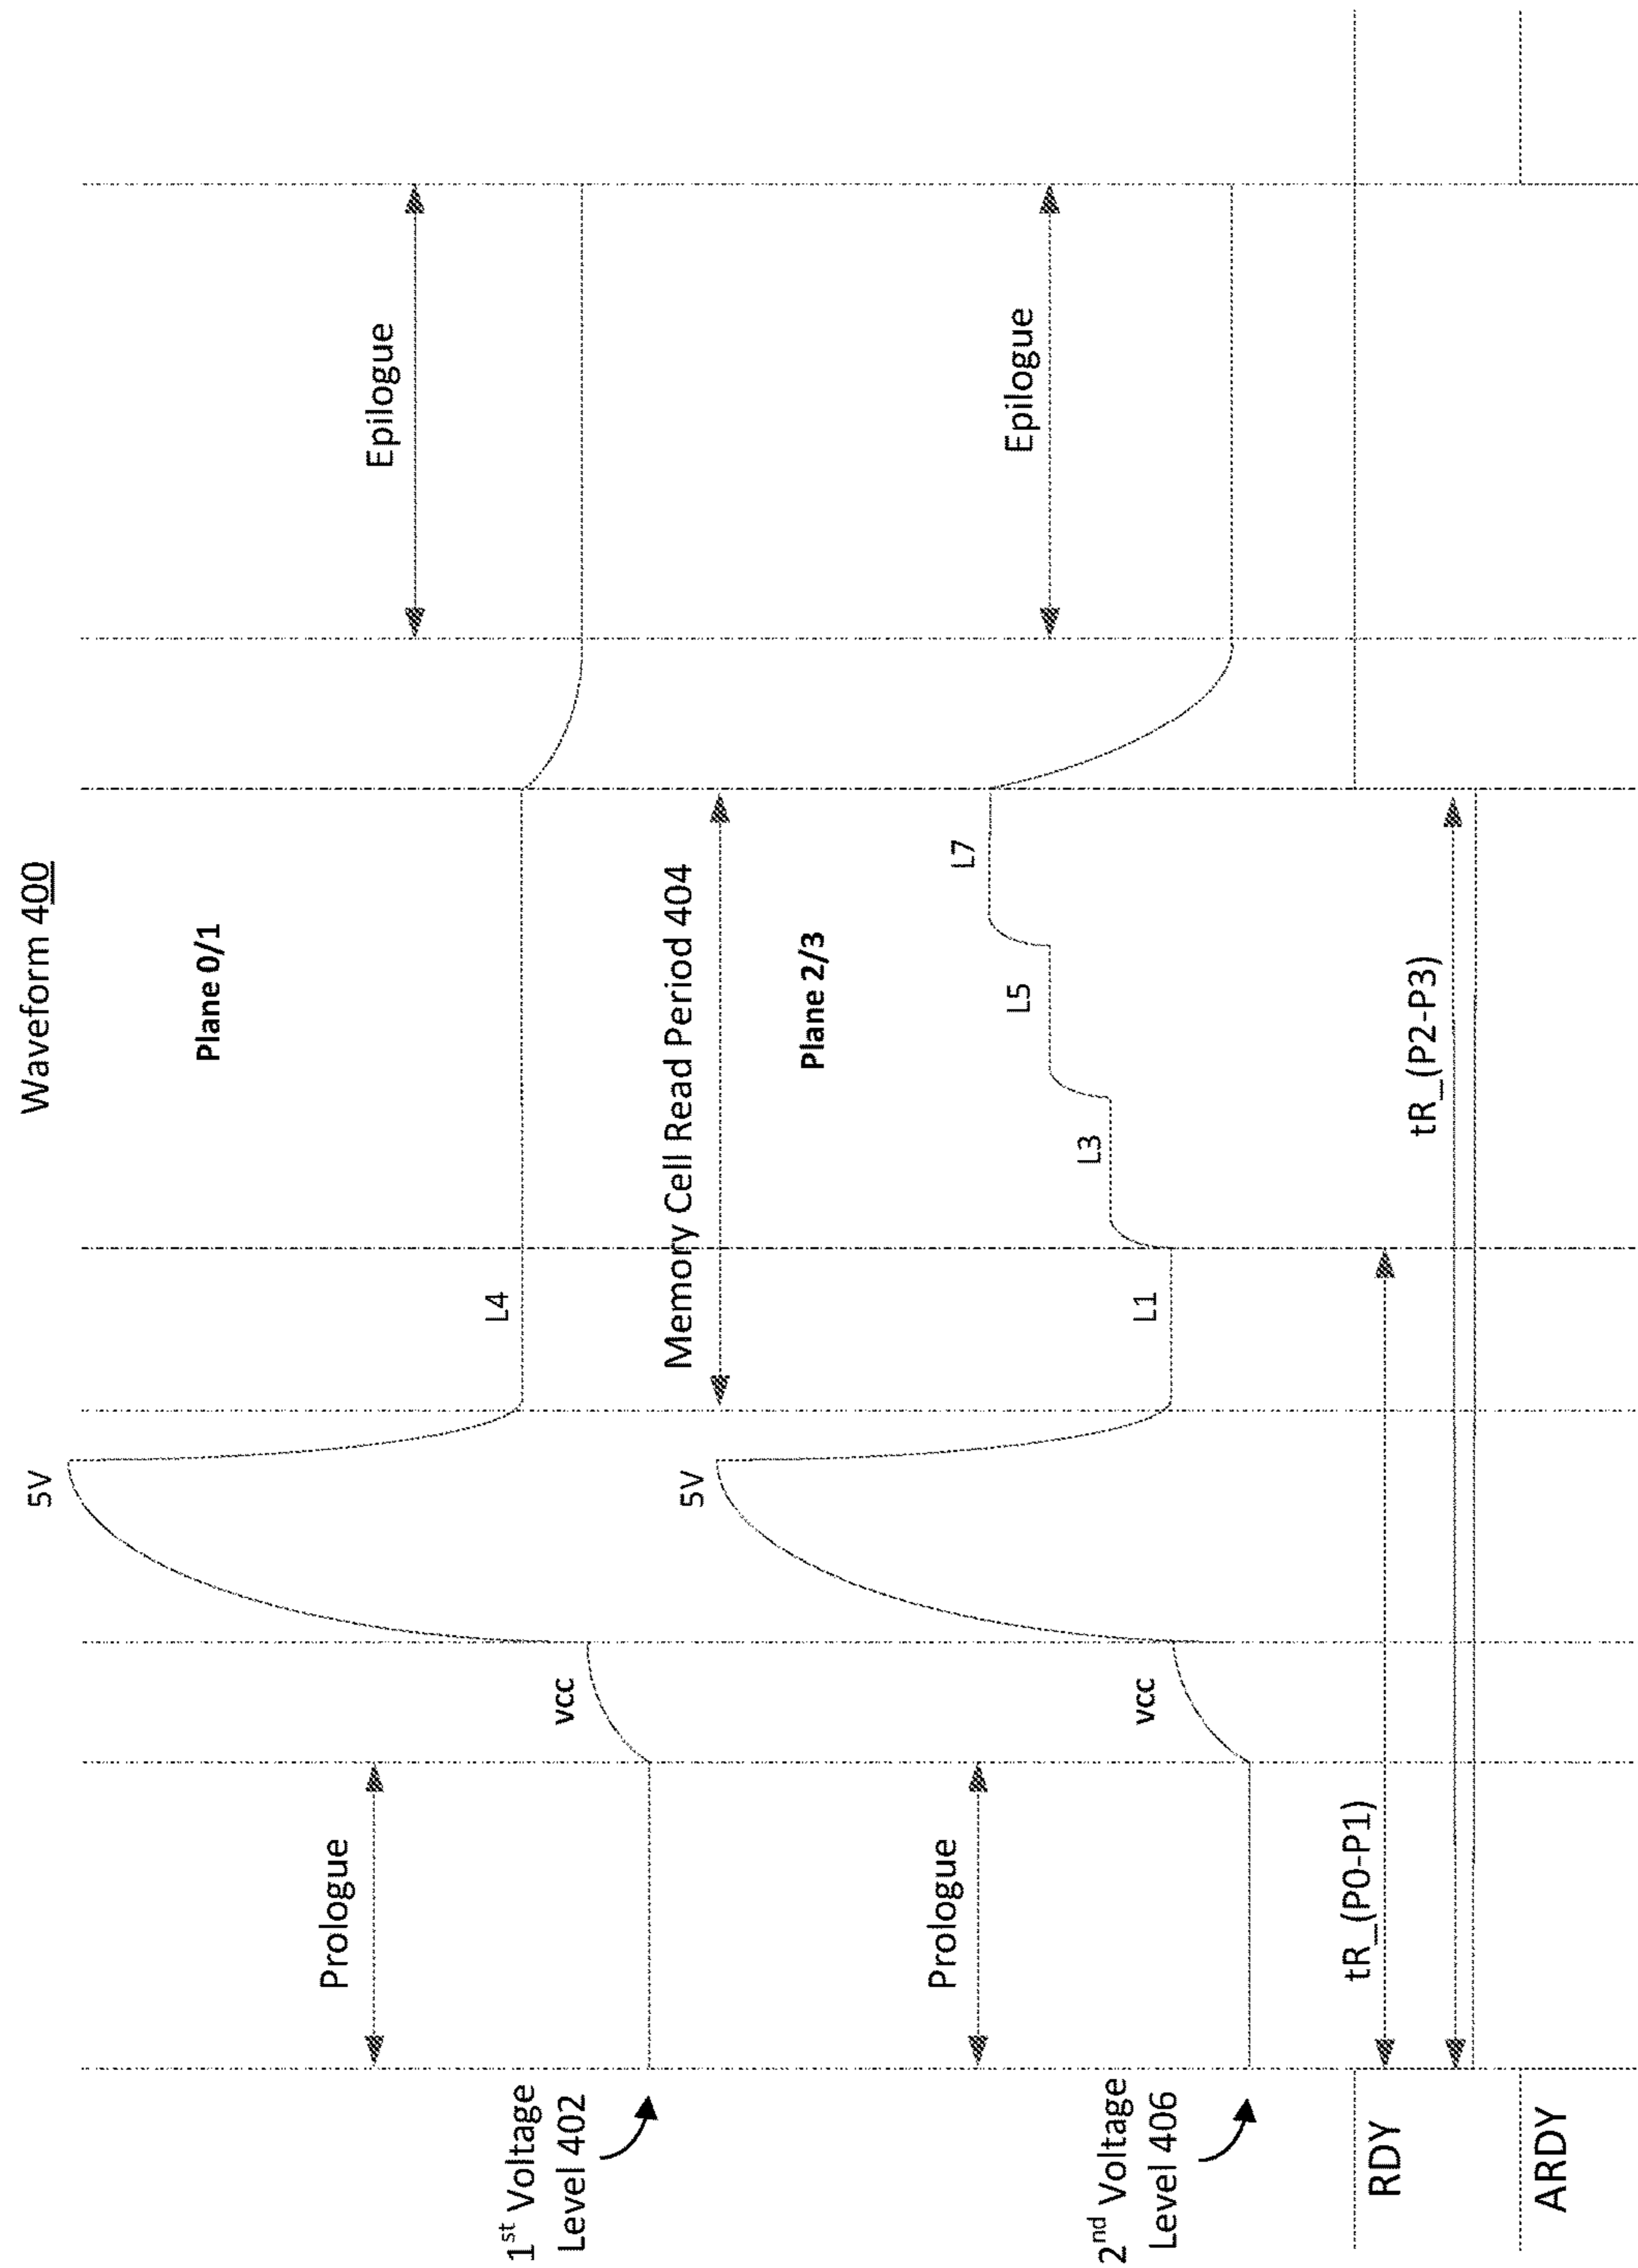 Waveform 400
5V
Plane 0/1
Prologue
Epilogue
1st Voltage
Level 402
vcc
L4
Memory Cell Read Period 404
5V
Plane 2/3
Prologue
Epilogue
2nd Voltage
Level 406
vcc
L1
L3
L5
L7
tR_(P0-P1)
RDY
tR_(P2-P3)
ARDY